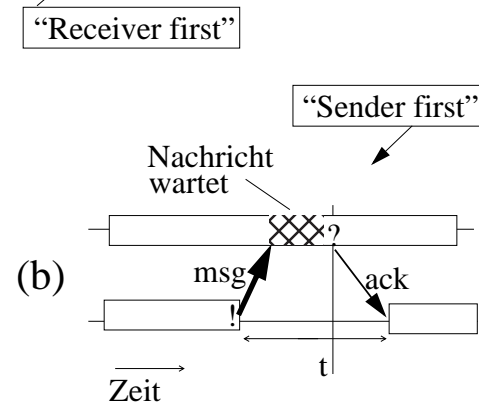 “Receiver first”
“Sender first”
Nachricht
wartet
?
(b)
msg
ack
!
t
Zeit